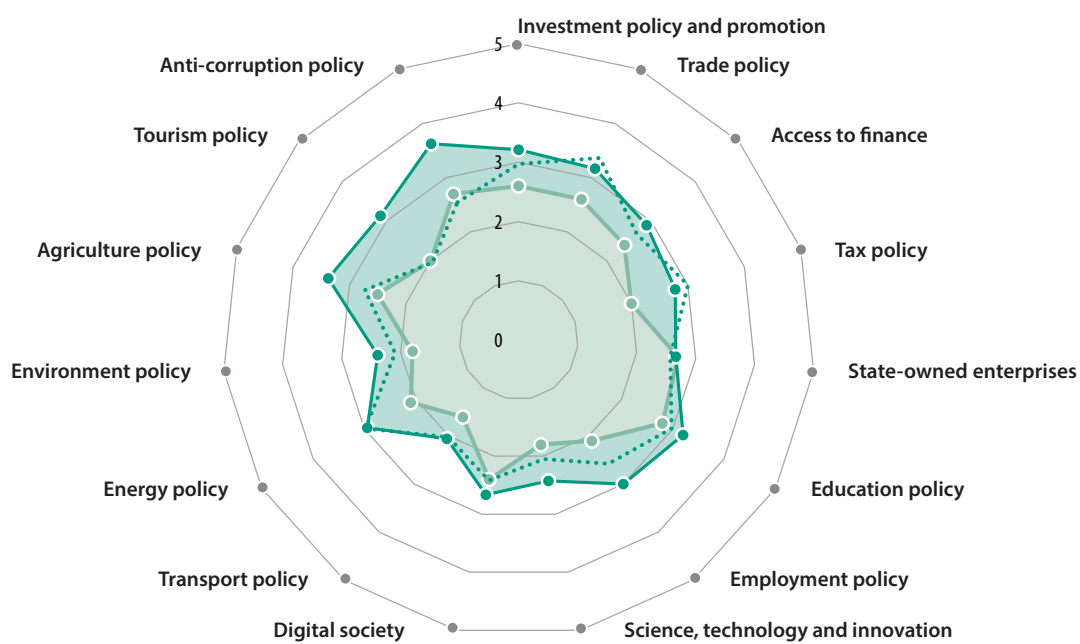 Investment policy and promotion
5
Anti-corruption policy
Trade policy
4
Tourism policy
Access to finance
3
2
Agriculture policy
Tax policy
1
0
Environment policy
State-owned enterprises
Energy policy
Education policy
Transport policy
Employment policy
Digital society
Science, technology and innovation